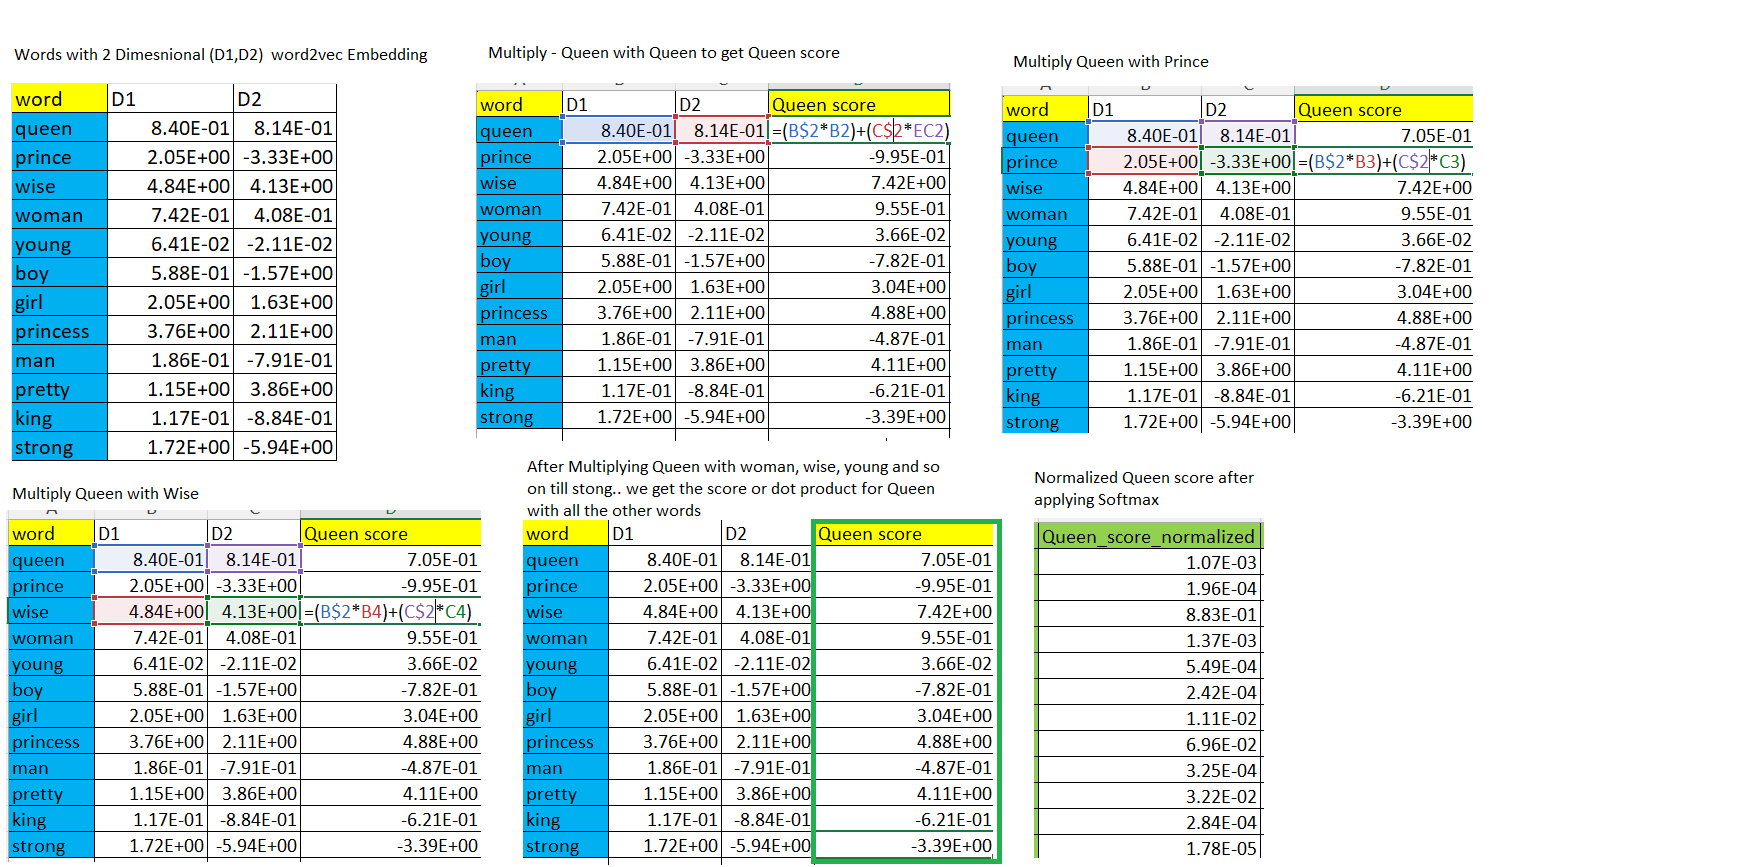 Words with 2 Dimesnional (D1,D2)  word2vec Embedding
word D1 D2
queen 8.40E-01 8.14E-01
prince 2.05E+00 -3.33E+00
wise 4.84E+00 4.13E+00
woman 7.42E-01 4.08E-01
young 6.41E-02 -2.11E-02
boy 5.88E-01 -1.57E+00
girl 2.05E+00 1.63E+00
princess 3.76E+00 2.11E+00
man 1.86E-01 -7.91E-01
pretty 1.15E+00 3.86E+00
king 1.17E-01 -8.84E-01
strong 1.72E+00 -5.94E+00
Multiply - Queen with Queen to get Queen score
word D1 D2 Queen score
queen 8.40E-01 8.14E-01 =(B$2*B2)+(C$2*EC2)
prince 2.05E+00 -3.33E+00 -9.95E-01
wise 4.84E+00 4.13E+00 7.42E+00
woman 7.42E-01 4.08E-01 9.55E-01
young 6.41E-02 -2.11E-02 3.66E-02
boy 5.88E-01 -1.57E+00 -7.82E-01
girl 2.05E+00 1.63E+00 3.04E+00
princess 3.76E+00 2.11E+00 4.88E+00
man 1.86E-01 -7.91E-01 -4.87E-01
pretty 1.15E+00 3.86E+00 4.11E+00
king 1.17E-01 -8.84E-01 -6.21E-01
strong 1.72E+00 -5.94E+00 -3.39E+00
Multiply Queen with Prince
word D1 D2 Queen score
queen 8.40E-01 8.14E-01 7.05E-01
prince 2.05E+00 -3.33E+00 =(B$2*B3)+(C$2*C3)
wise 4.84E+00 4.13E+00 7.42E+00
woman 7.42E-01 4.08E-01 9.55E-01
young 6.41E-02 -2.11E-02 3.66E-02
boy 5.88E-01 -1.57E+00 -7.82E-01
girl 2.05E+00 1.63E+00 3.04E+00
princess 3.76E+00 2.11E+00 4.88E+00
man 1.86E-01 -7.91E-01 -4.87E-01
pretty 1.15E+00 3.86E+00 4.11E+00
king 1.17E-01 -8.84E-01 -6.21E-01
strong 1.72E+00 -5.94E+00 -3.39E+00
Multiply Queen with Wise
word D1 D2 Queen score
queen 8.40E-01 8.14E-01 7.05E-01
prince 2.05E+00 -3.33E+00 -9.95E-01
wise 4.84E+00 4.13E+00 =(B$2*B4)+(C$2*C4)
woman 7.42E-01 4.08E-01 9.55E-01
young 6.41E-02 -2.11E-02 3.66E-02
boy 5.88E-01 -1.57E+00 -7.82E-01
girl 2.05E+00 1.63E+00 3.04E+00
princess 3.76E+00 2.11E+00 4.88E+00
man 1.86E-01 -7.91E-01 -4.87E-01
pretty 1.15E+00 3.86E+00 4.11E+00
king 1.17E-01 -8.84E-01 -6.21E-01
strong 1.72E+00 -5.94E+00 -3.39E+00
After Multiplying Queen with woman, wise, young and so
on till stong.. we get the score or dot product for Queen
with all the other words
word D1 D2 Queen score
queen 8.40E-01 8.14E-01 7.05E-01
prince 2.05E+00 -3.33E+00 -9.95E-01
wise 4.84E+00 4.13E+00 7.42E+00
woman 7.42E-01 4.08E-01 9.55E-01
young 6.41E-02 -2.11E-02 3.66E-02
boy 5.88E-01 -1.57E+00 -7.82E-01
girl 2.05E+00 1.63E+00 3.04E+00
princess 3.76E+00 2.11E+00 4.88E+00
man 1.86E-01 -7.91E-01 -4.87E-01
pretty 1.15E+00 3.86E+00 4.11E+00
king 1.17E-01 -8.84E-01 -6.21E-01
strong 1.72E+00 -5.94E+00 -3.39E+00
Normalized Queen score after
applying Softmax
Queen_score_normalized
1.07E-03
1.96E-04
8.83E-01
1.37E-03
5.49E-04
2.42E-04
1.11E-02
6.96E-02
3.25E-04
3.22E-02
2.84E-04
1.78E-05